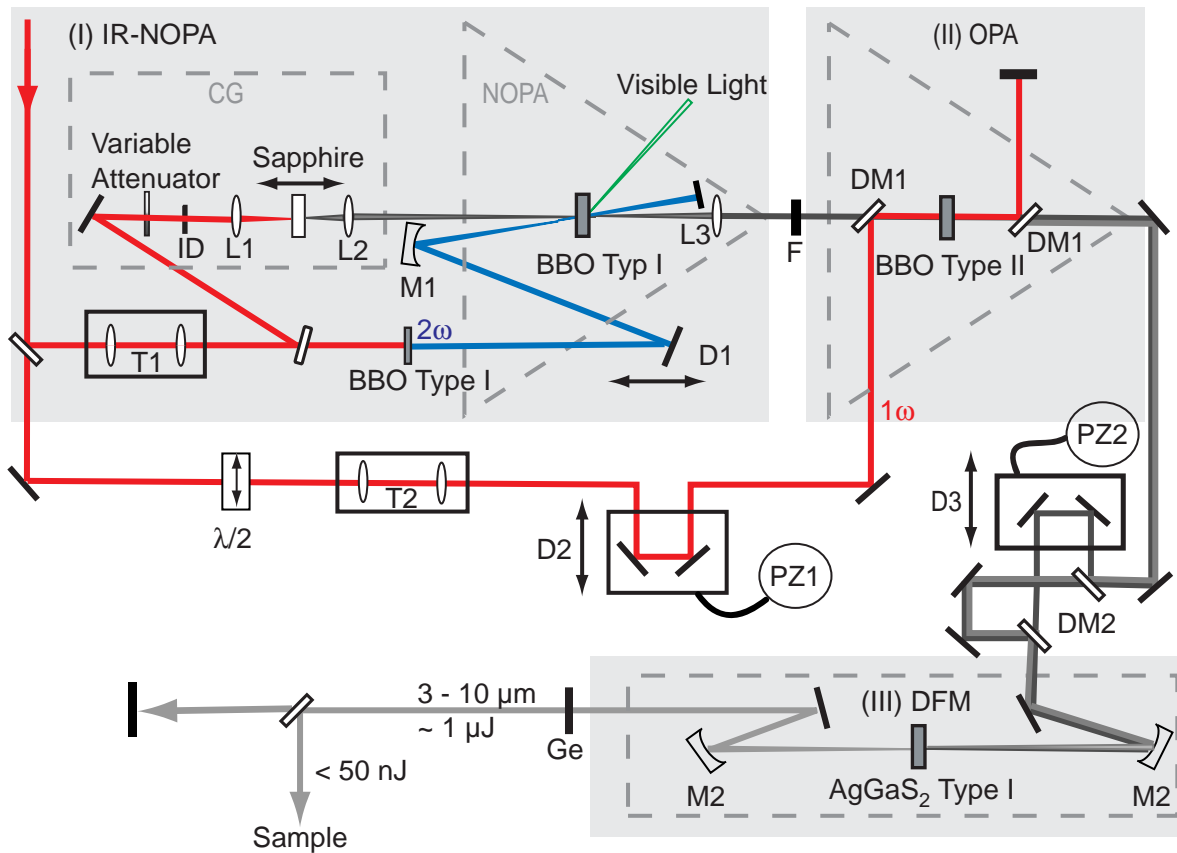 (I) IR-NOPA
(II) OPA
CG
NOPA
Visible Light
Variable
Attenuator
Sapphire
DM1
ID
L1
L2
L3
F
DM1
M1
BBO Typ I
BBO Type II
2ω
T1
BBO Type I
D1
1ω
PZ2
T2
D3
λ/2
D2
PZ1
DM2
3 - 10 µm
(III) DFM
~ 1 µJ
Ge
< 50 nJ
M2
AgGaS₂ Type I
M2
Sample